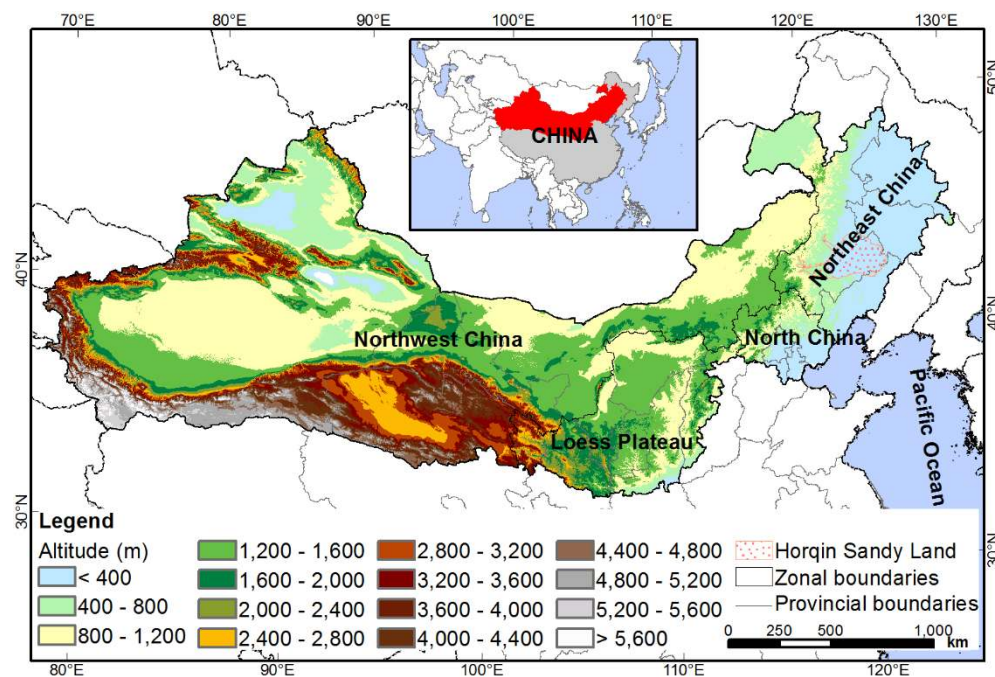 70°E 80°E 90°E 100°E 110°E 120°E 130°E
50°N
40°N
40°N
30°N
30°N
CHINA
Northeast China
Northwest China
North China
Loess Plateau
Pacific Ocean
Legend
Altitude (m)
< 400
400 - 800
800 - 1,200
1,200 - 1,600
1,600 - 2,000
2,000 - 2,400
2,400 - 2,800
2,800 - 3,200
3,200 - 3,600
3,600 - 4,000
4,000 - 4,400
4,400 - 4,800
4,800 - 5,200
5,200 - 5,600
> 5,600
Horqin Sandy Land
Zonal boundaries
Provincial boundaries
0 250 500 1,000
km
80°E 90°E 100°E 110°E 120°E